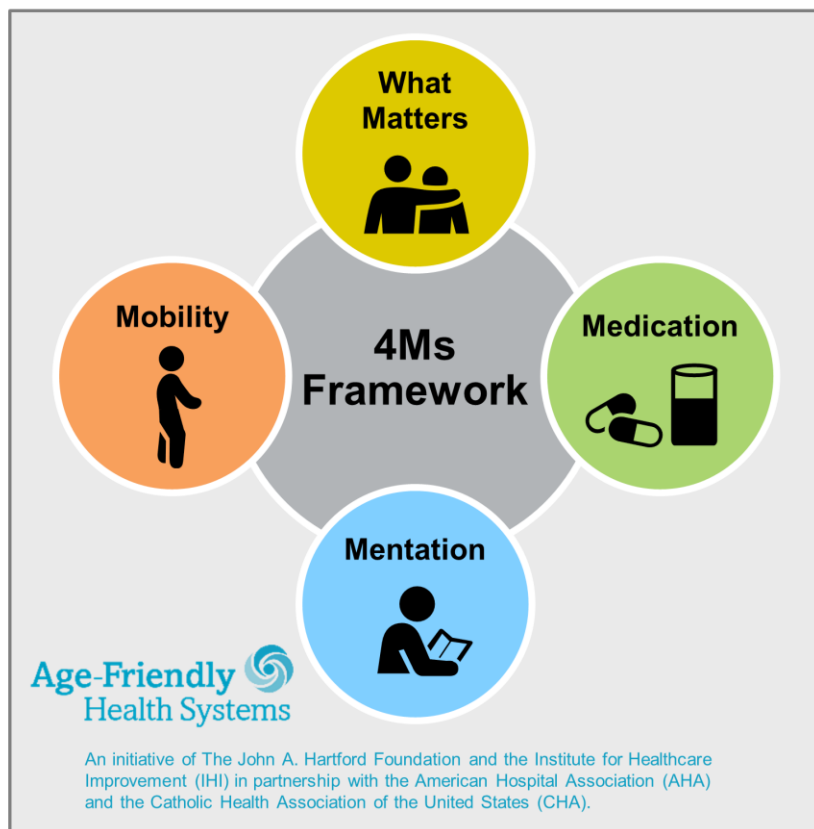 What
Matters
Mobility
4Ms
Framework
Medication
Mentation
Age-Friendly
Health Systems
An initiative of The John A. Hartford Foundation and the Institute for Healthcare
Improvement (IHI) in partnership with the American Hospital Association (AHA)
and the Catholic Health Association of the United States (CHA).